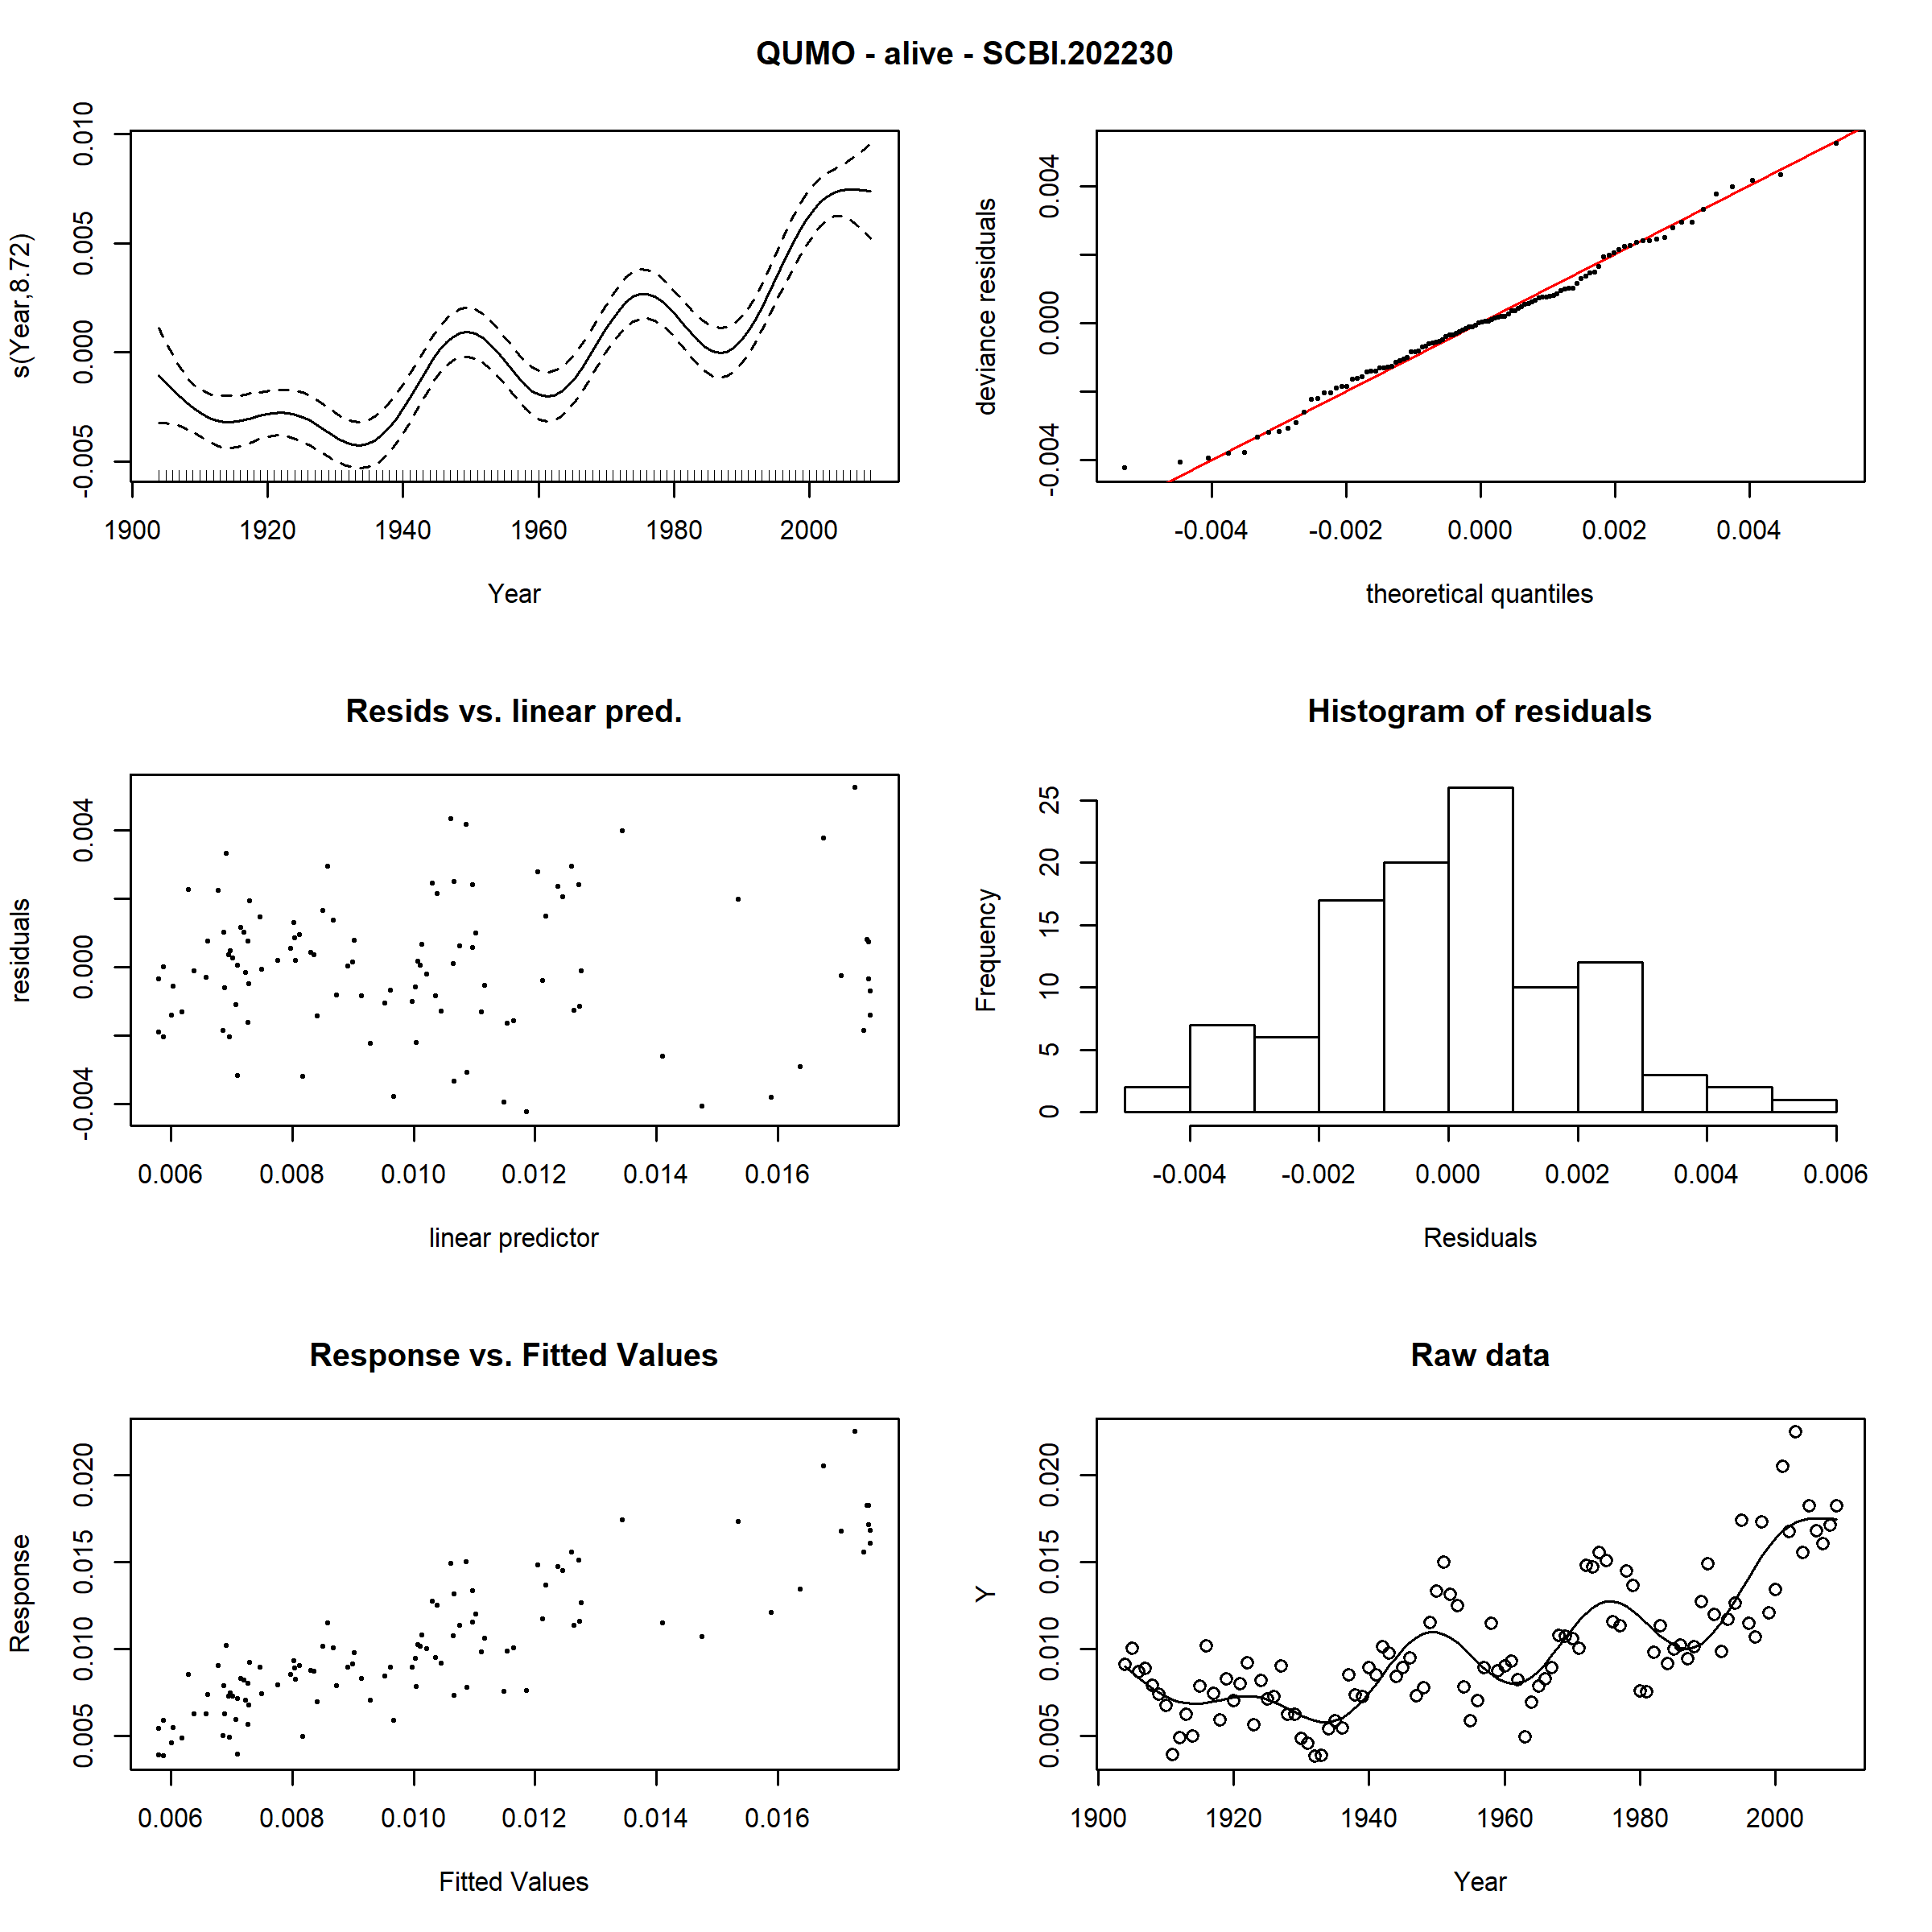 QUMO - alive - SCBI.202230
s(Year,8.72)
-0.005 0.000 0.005 0.010
1900 1920 1940 1960 1980 2000
Year
deviance residuals
-0.004 0.000 0.004
-0.004 -0.002 0.000 0.002 0.004
theoretical quantiles
Resids vs. linear pred.
residuals
-0.004 0.000 0.004
0.006 0.008 0.010 0.012 0.014 0.016
linear predictor
Histogram of residuals
Frequency
0 5 10 15 20 25
-0.004 -0.002 0.000 0.002 0.004 0.006
Residuals
Response vs. Fitted Values
Response
0.005 0.010 0.015 0.020
0.006 0.008 0.010 0.012 0.014 0.016
Fitted Values
Raw data
Y
0.005 0.010 0.015 0.020
1900 1920 1940 1960 1980 2000
Year